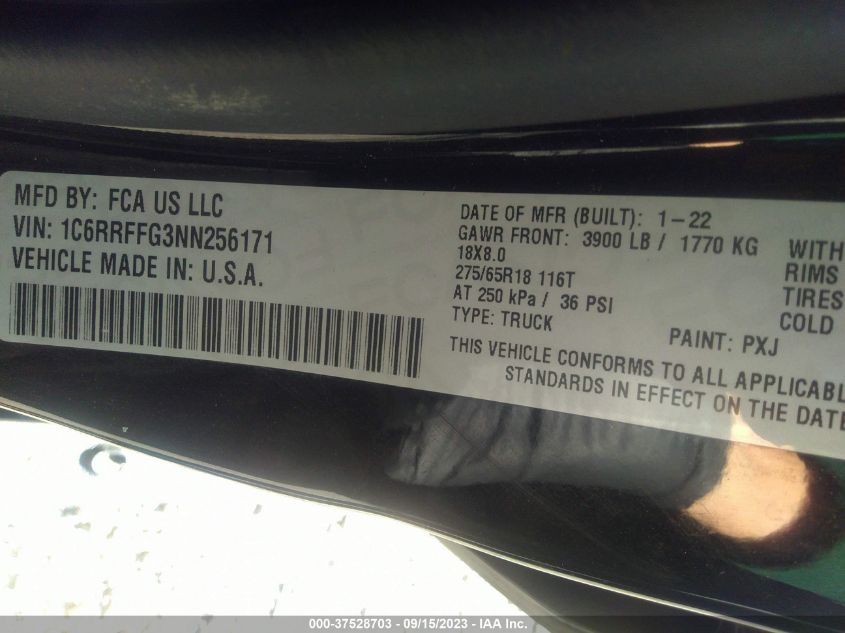 MFD BY: FCA US LLC
VIN: 1C6RRFFG3NN256171
VEHICLE MADE IN: U.S.A.
DATE OF MFR (BUILT): 1-22
GAWR FRONT: 3900 LB / 1770 KG WITH
18X8.0 RIMS
275/65R18 116T TIRES
AT 250 kPa / 36 PSI COLD
TYPE: TRUCK PAINT: PXJ
THIS VEHICLE CONFORMS TO ALL APPLICABL
STANDARDS IN EFFECT ON THE DATE
000-37528703 - 09/15/2023 - IAA Inc.